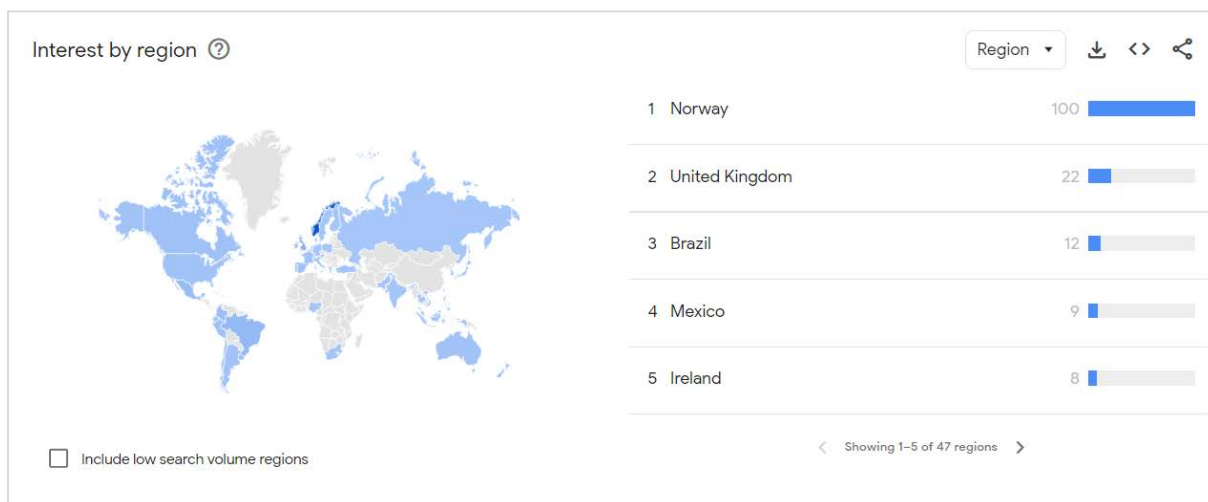 Interest by region
Region
1 Norway 100
2 United Kingdom 22
3 Brazil 12
4 Mexico 9
5 Ireland 8
Include low search volume regions
Showing 1–5 of 47 regions